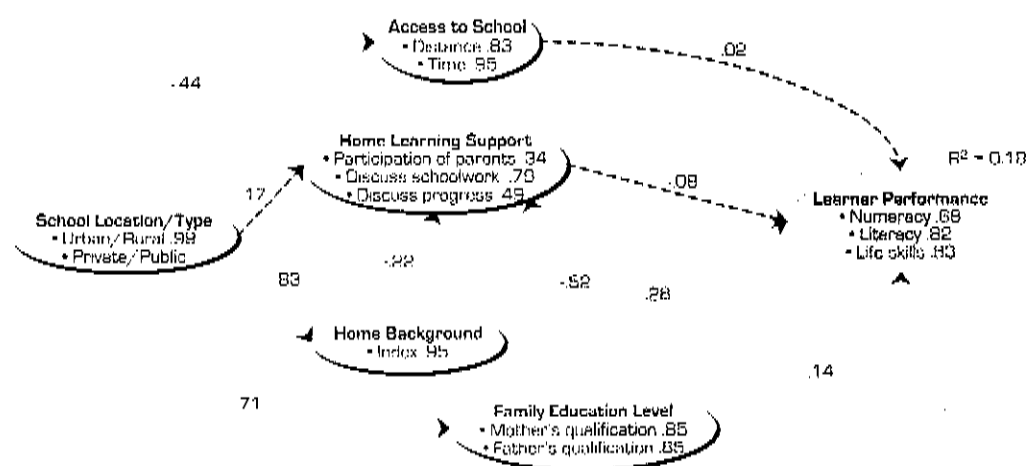 Access to School
• Distance .83
• Time .95
.02
-.44
Home Learning Support
• Participation of parents .34
• Discuss schoolwork .79
• Discuss progress .49
R² = 0.18
.17
-.08
School Location/Type
• Urban/Rural .99
• Private/Public
Learner Performance
• Numeracy .68
• Literacy .82
• Life skills .83
-.22
.83
-.52
.28
Home Background
• Index .95
.14
.71
Family Education Level
• Mother's qualification .85
• Father's qualification .85